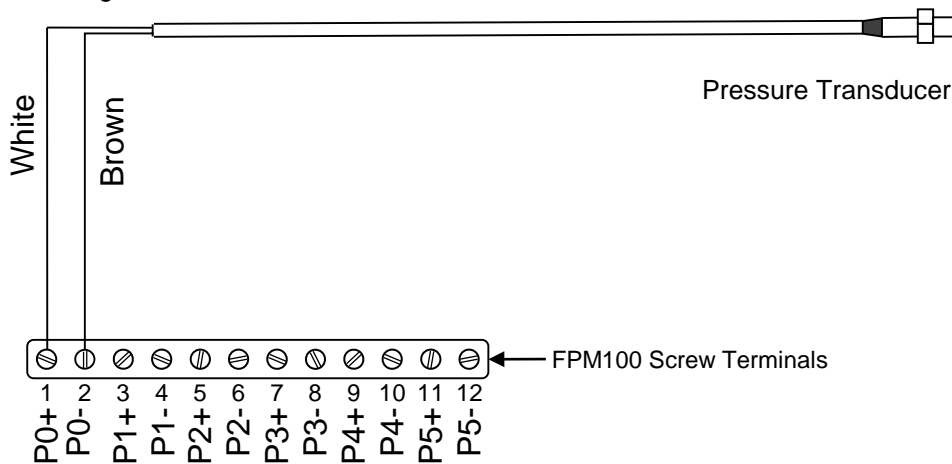 Pressure Transducer
White
Brown
FPM100 Screw Terminals
1 2 3 4 5 6 7 8 9 10 11 12
P0+ P0- P1+ P1- P2+ P2- P3+ P3- P4+ P4- P5+ P5-